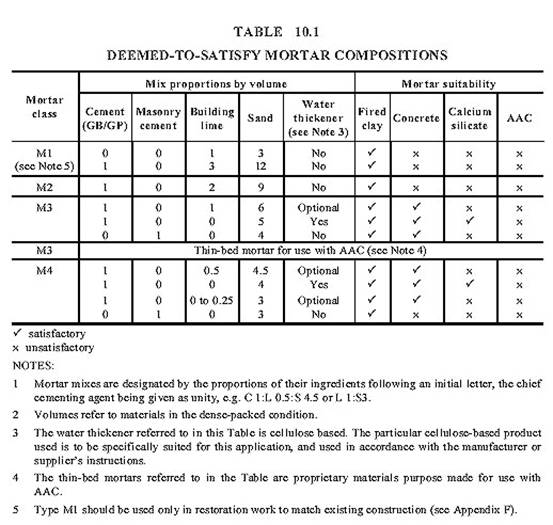 TABLE 10.1
DEEMED-TO-SATISFY MORTAR COMPOSITIONS
Mortar class | Mix proportions by volume | Mortar suitability
Cement (GB/GP) | Masonry cement | Building lime | Sand | Water thickener (see Note 3) | Fired clay | Concrete | Calcium silicate | AAC
M1 0 0 1 3 No ✓ x x x
(see Note 5) 1 0 3 12 No ✓ x x x
M2 1 0 2 9 No ✓ x x x
M3 1 0 1 6 Optional ✓ ✓ x x
1 0 0 5 Yes ✓ ✓ ✓ x
0 1 0 4 No ✓ ✓ x x
M3 Thin-bed mortar for use with AAC (see Note 4)
M4 1 0 0.5 4.5 Optional ✓ ✓ x x
1 0 0 4 Yes ✓ ✓ ✓ x
1 0 0 to 0.25 3 Optional ✓ ✓ x x
0 1 0 3 No ✓ x x x
✓ satisfactory
x unsatisfactory
NOTES:
1 Mortar mixes are designated by the proportions of their ingredients following an initial letter, the chief
cementing agent being given as unity, e.g. C 1:L 0.5:S 4.5 or L 1:S3.
2 Volumes refer to materials in the dense-packed condition.
3 The water thickener referred to in this Table is cellulose based. The particular cellulose-based product
used is to be specifically suited for this application, and used in accordance with the manufacturer or
supplier's instructions.
4 The thin-bed mortars referred to in the Table are proprietary materials purpose made for use with
AAC.
5 Type M1 should be used only in restoration work to match existing construction (see Appendix F).